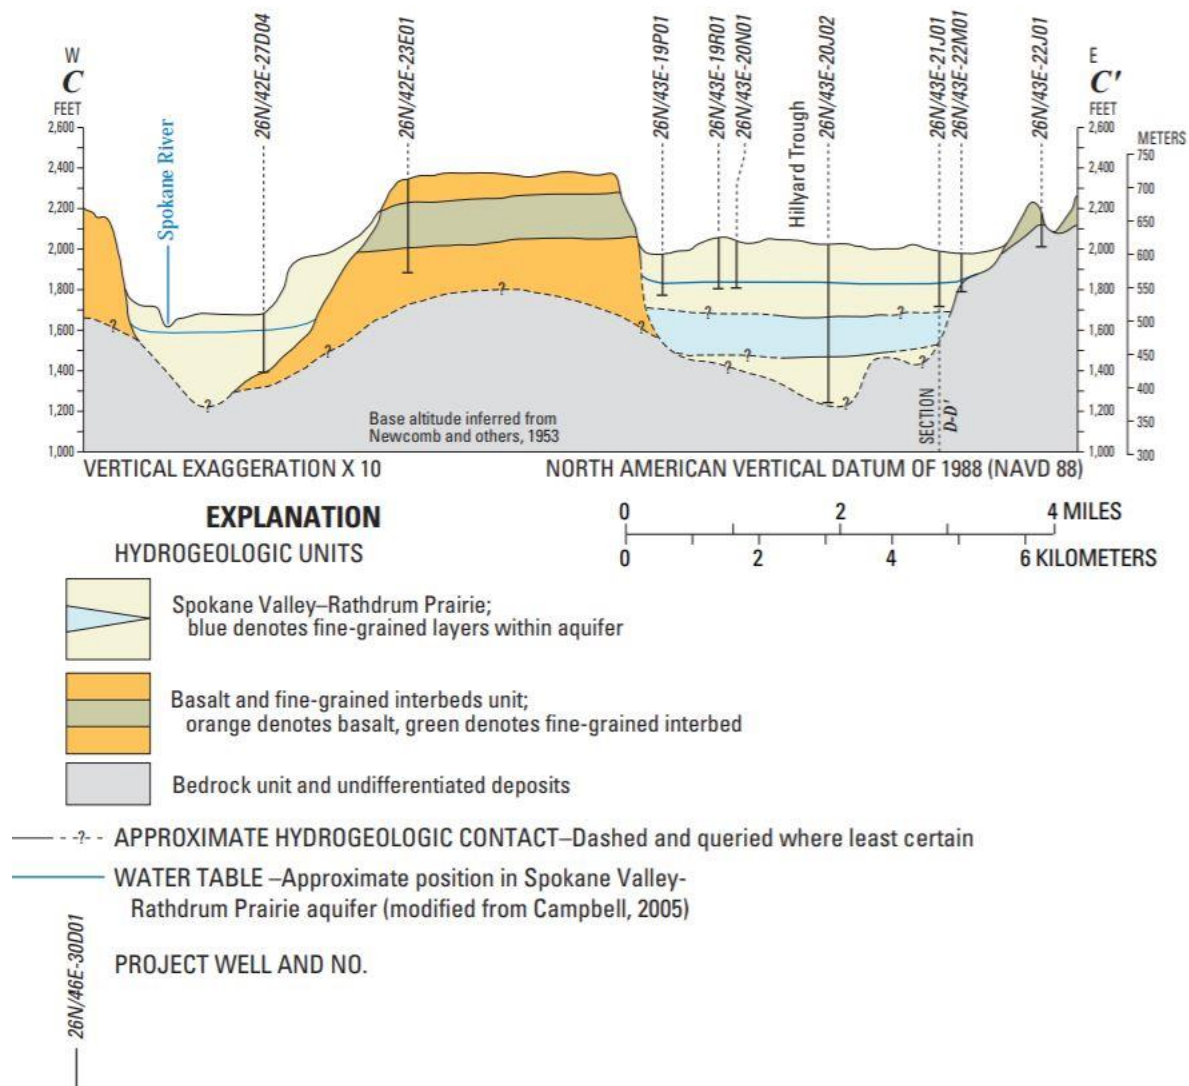 W
C
FEET
2,600
2,400
2,200
2,000
1,800
1,600
1,400
1,200
1,000
Spokane River
26N/42E-27D04
26N/42E-23E01
26N/43E-19P01
26N/43E-19R01
26N/43E-20N01
Hillyard Trough
26N/43E-20J02
26N/43E-21J01
26N/43E-22M01
26N/43E-22J01
E
C'
FEET
2,600
2,400
2,200
2,000
1,800
1,600
1,400
1,200
1,000
METERS
750
700
650
600
550
500
450
400
350
300
?
?
?
?
?
?
?
?
?
?
?
Base altitude inferred from
Newcomb and others, 1953
SECTION
D-D'
VERTICAL EXAGGERATION X 10
NORTH AMERICAN VERTICAL DATUM OF 1988 (NAVD 88)
0 2 4 MILES
0 2 4 6 KILOMETERS
EXPLANATION
HYDROGEOLOGIC UNITS
Spokane Valley–Rathdrum Prairie;
blue denotes fine-grained layers within aquifer
Basalt and fine-grained interbeds unit;
orange denotes basalt, green denotes fine-grained interbed
Bedrock unit and undifferentiated deposits
? APPROXIMATE HYDROGEOLOGIC CONTACT–Dashed and queried where least certain
WATER TABLE –Approximate position in Spokane Valley-
Rathdrum Prairie aquifer (modified from Campbell, 2005)
26N/46E-30D01
PROJECT WELL AND NO.